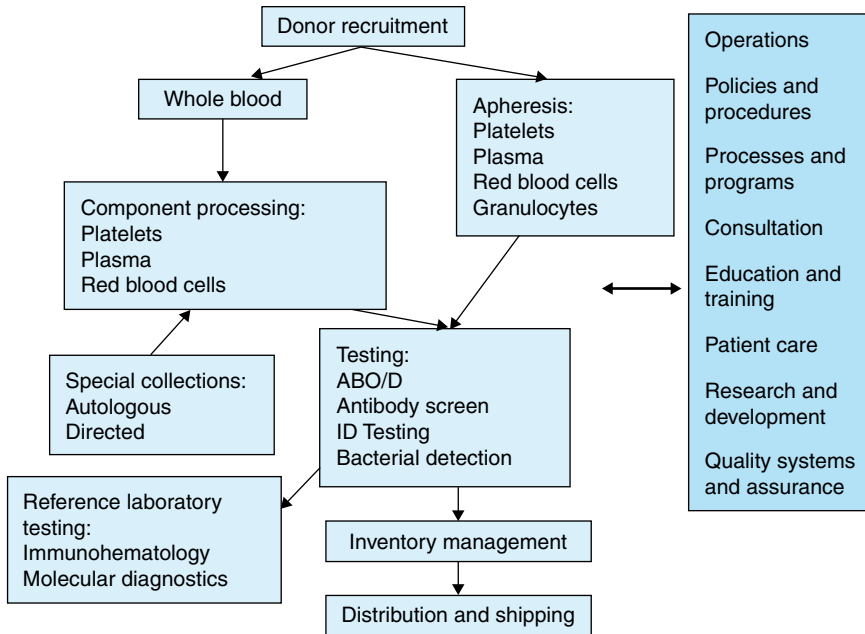 Donor recruitment
Whole blood
Apheresis:
Platelets
Plasma
Red blood cells
Granulocytes
Component processing:
Platelets
Plasma
Red blood cells
Special collections:
Autologous
Directed
Testing:
ABO/D
Antibody screen
ID Testing
Bacterial detection
Reference laboratory
testing:
Immunohematology
Molecular diagnostics
Inventory management
Distribution and shipping
Operations
Policies and
procedures
Processes and
programs
Consultation
Education and
training
Patient care
Research and
development
Quality systems
and assurance